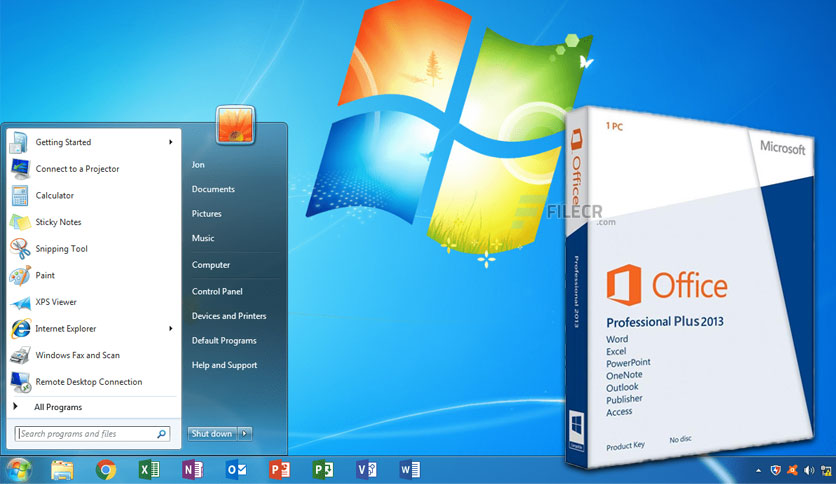 Getting Started
Connect to a Projector
Calculator
Sticky Notes
Snipping Tool
Paint
XPS Viewer
Internet Explorer
Windows Fax and Scan
Remote Desktop Connection
All Programs
Search programs and files
Jon
Documents
Pictures
Music
Computer
Control Panel
Devices and Printers
Default Programs
Help and Support
Shut down
FILECR
.com
Office
Professional 2013
1 PC
Microsoft
Office
Professional Plus 2013
Word
Excel
PowerPoint
OneNote
Outlook
Publisher
Access
Product Key
No disc